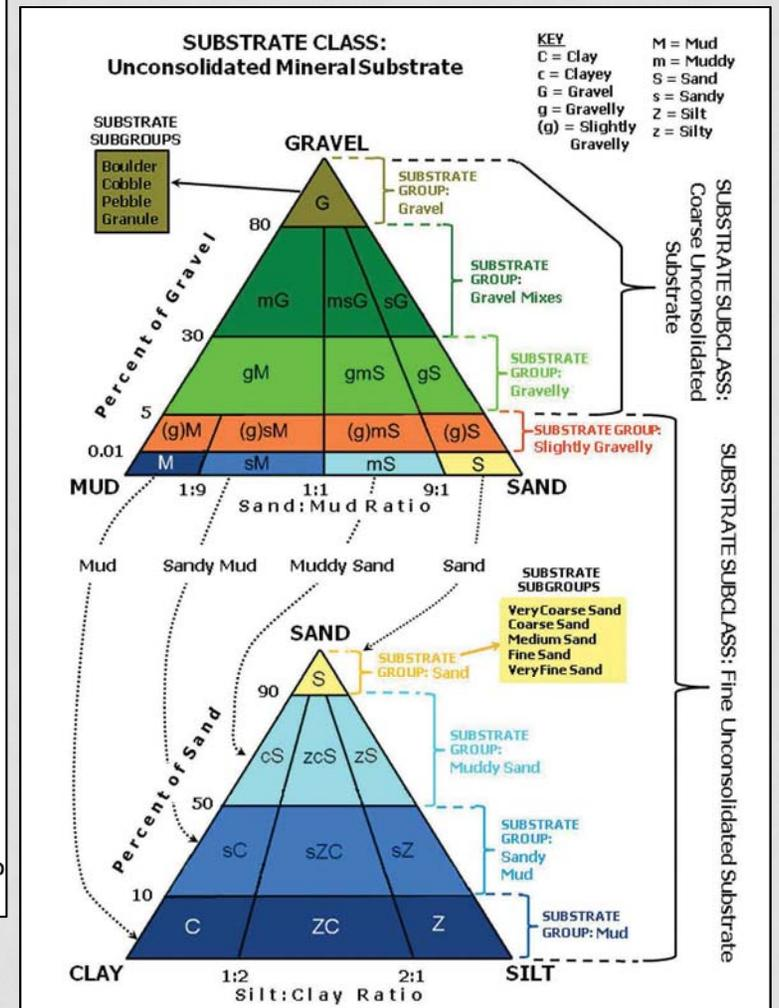 SUBSTRATE CLASS:
Unconsolidated Mineral Substrate
KEY
C = Clay
c = Clayey
G = Gravel
g = Gravelly
(g) = Slightly
Gravelly
M = Mud
m = Muddy
S = Sand
s = Sandy
Z = Silt
z = Silty
SUBSTRATE
SUBGROUPS
Boulder
Cobble
Pebble
Granule
GRAVEL
SUBSTRATE
GROUP:
Gravel
G
80
Percent of Gravel
mG
msG
sG
SUBSTRATE
GROUP:
Gravel Mixes
30
gM
gmS
gS
SUBSTRATE
GROUP:
Gravelly
5
(g)M
(g)sM
(g)mS
(g)S
SUBSTRATE GROUP:
Slightly Gravelly
0.01
M
sM
mS
S
MUD
1:9
1:1
9:1
SAND
Sand:Mud Ratio
SUBSTRATE SUBCLASS:
Coarse Unconsolidated
Substrate
Mud
Sandy Mud
Muddy Sand
Sand
SUBSTRATE
SUBGROUPS
Very Coarse Sand
Coarse Sand
Medium Sand
Fine Sand
Very Fine Sand
SAND
SUBSTRATE
GROUP: Sand
S
90
Percent of Sand
cS
zcS
zS
SUBSTRATE
GROUP:
Muddy Sand
50
sC
sZC
sZ
SUBSTRATE
GROUP:
Sandy
Mud
10
C
ZC
Z
SUBSTRATE
GROUP: Mud
CLAY
1:2
2:1
SILT
Silt:Clay Ratio
SUBSTRATE SUBCLASS: Fine Unconsolidated Substrate